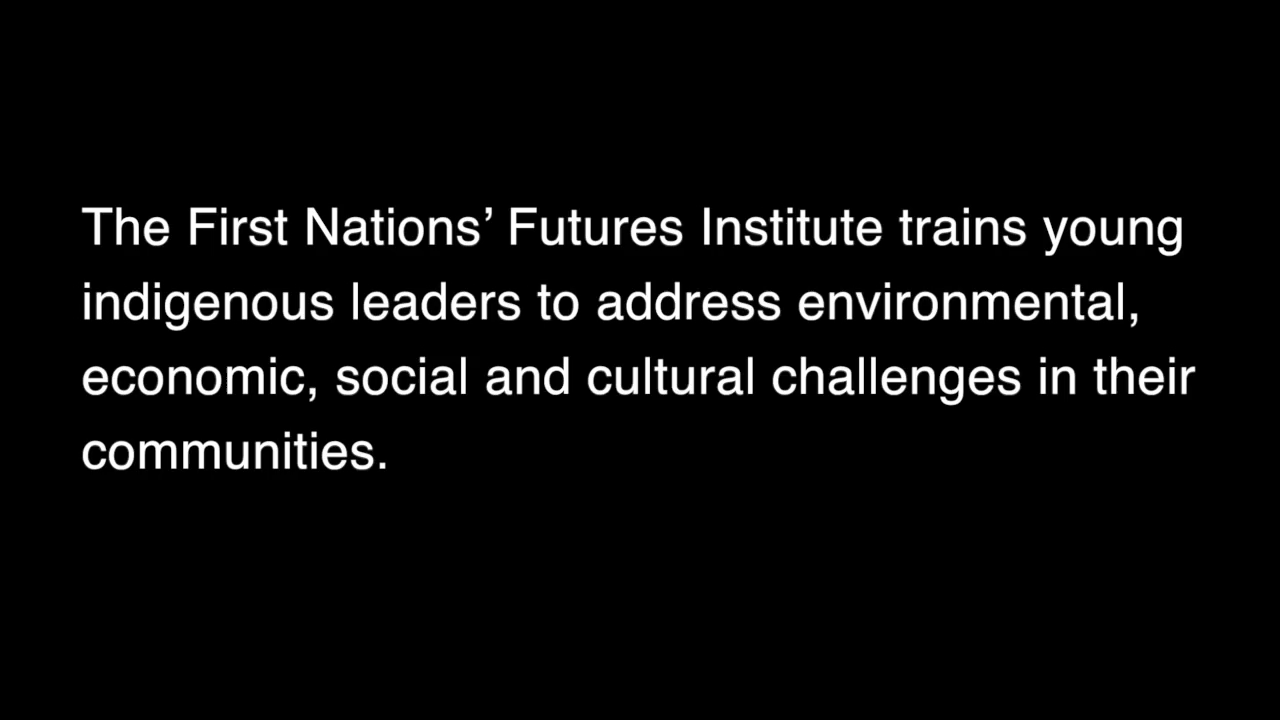 The First Nations’ Futures Institute trains young
indigenous leaders to address environmental,
economic, social and cultural challenges in their
communities.